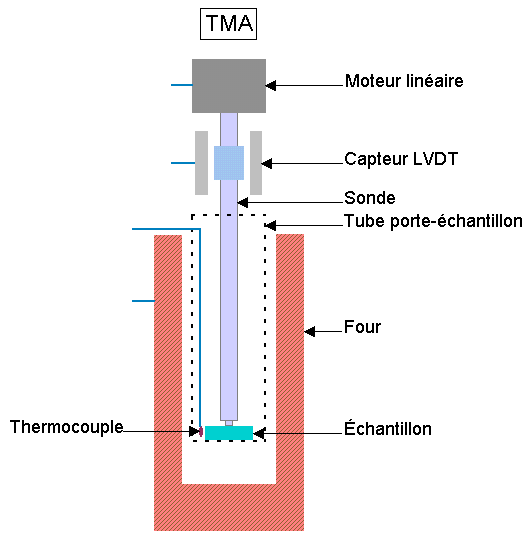 TMA
Moteur linéaire
Capteur LVDT
Sonde
Tube porte-échantillon
Four
Thermocouple
Échantillon